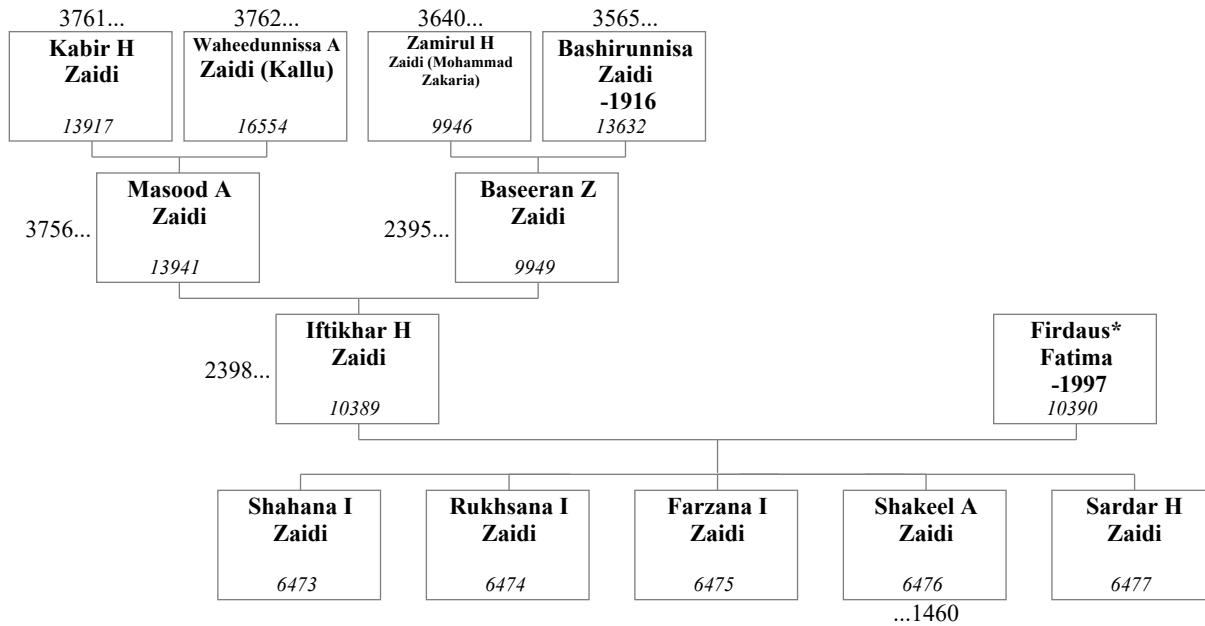 3761...
3762...
3640...
3565...
Kabir H
Zaidi
13917
Waheedunnissa A
Zaidi (Kallu)
16554
Zamirul H
Zaidi (Mohammad
Zakaria)
9946
Bashirunnisa
Zaidi
-1916
13632
3756...
Masood A
Zaidi
13941
2395...
Baseeran Z
Zaidi
9949
2398...
Iftikhar H
Zaidi
10389
Firdaus*
Fatima
-1997
10390
Shahana I
Zaidi
6473
Rukhsana I
Zaidi
6474
Farzana I
Zaidi
6475
Shakeel A
Zaidi
6476
...1460
Sardar H
Zaidi
6477